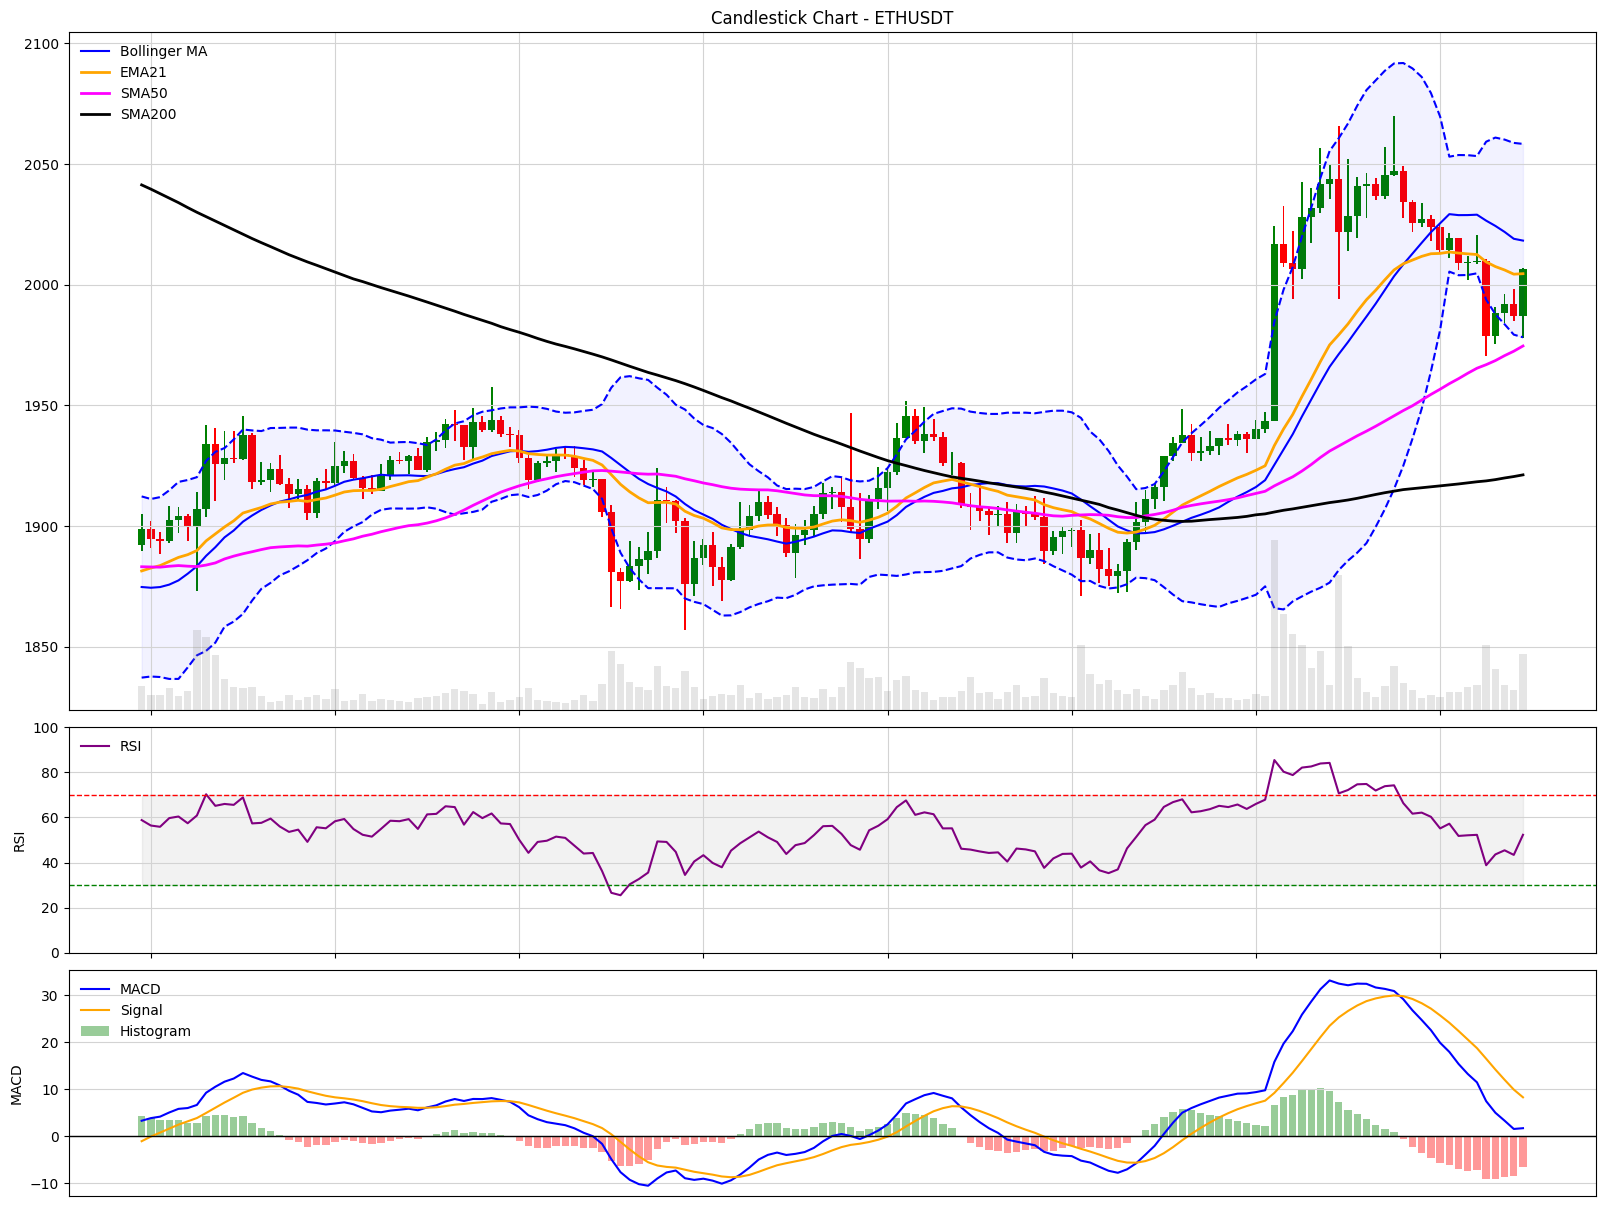 Candlestick Chart - ETHUSDT
2100
2050
2000
1950
1900
1850
Bollinger MA
EMA21
SMA50
SMA200
100
80
60
40
20
0
RSI
RSI
30
20
10
0
−10
MACD
MACD
Signal
Histogram